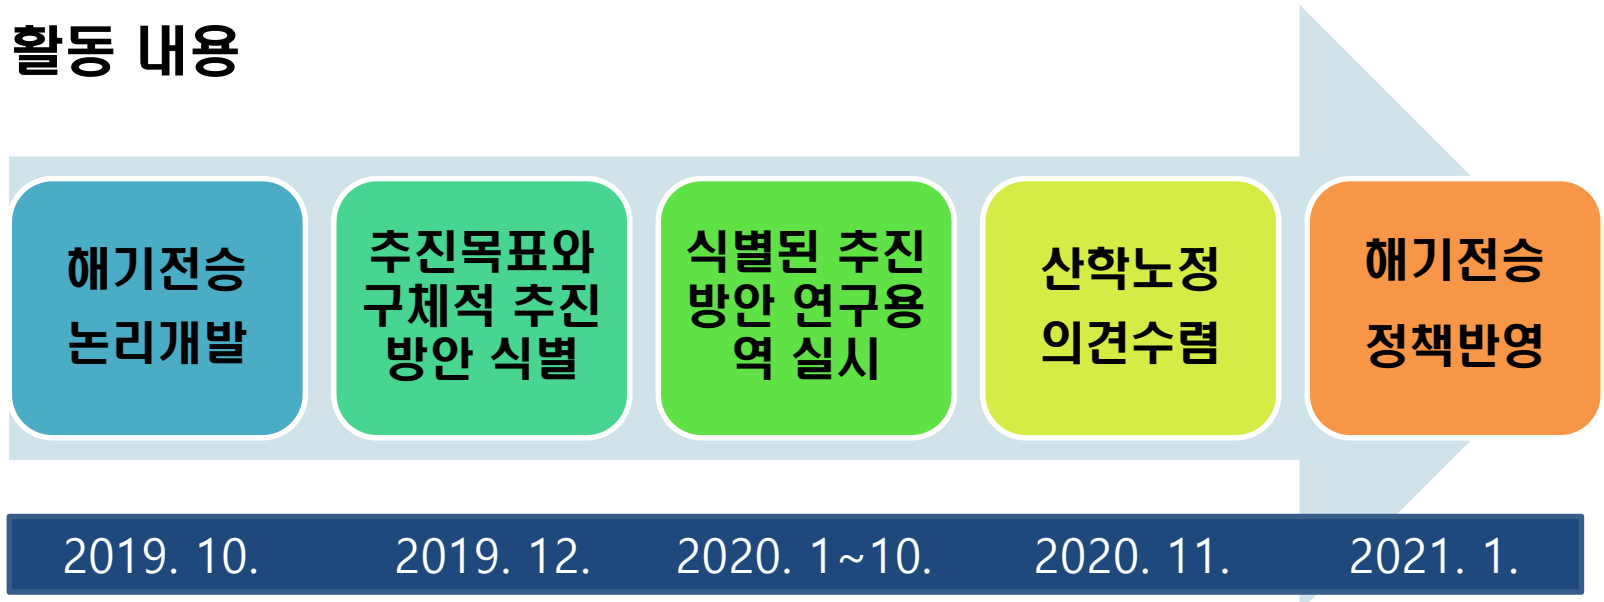 활동 내용
해기전승
논리개발
추진목표와
구체적 추진
방안 식별
식별된 추진
방안 연구용
역 실시
산학노정
의견수렴
해기전승
정책반영
2019. 10.
2019. 12.
2020. 1~10.
2020. 11.
2021. 1.